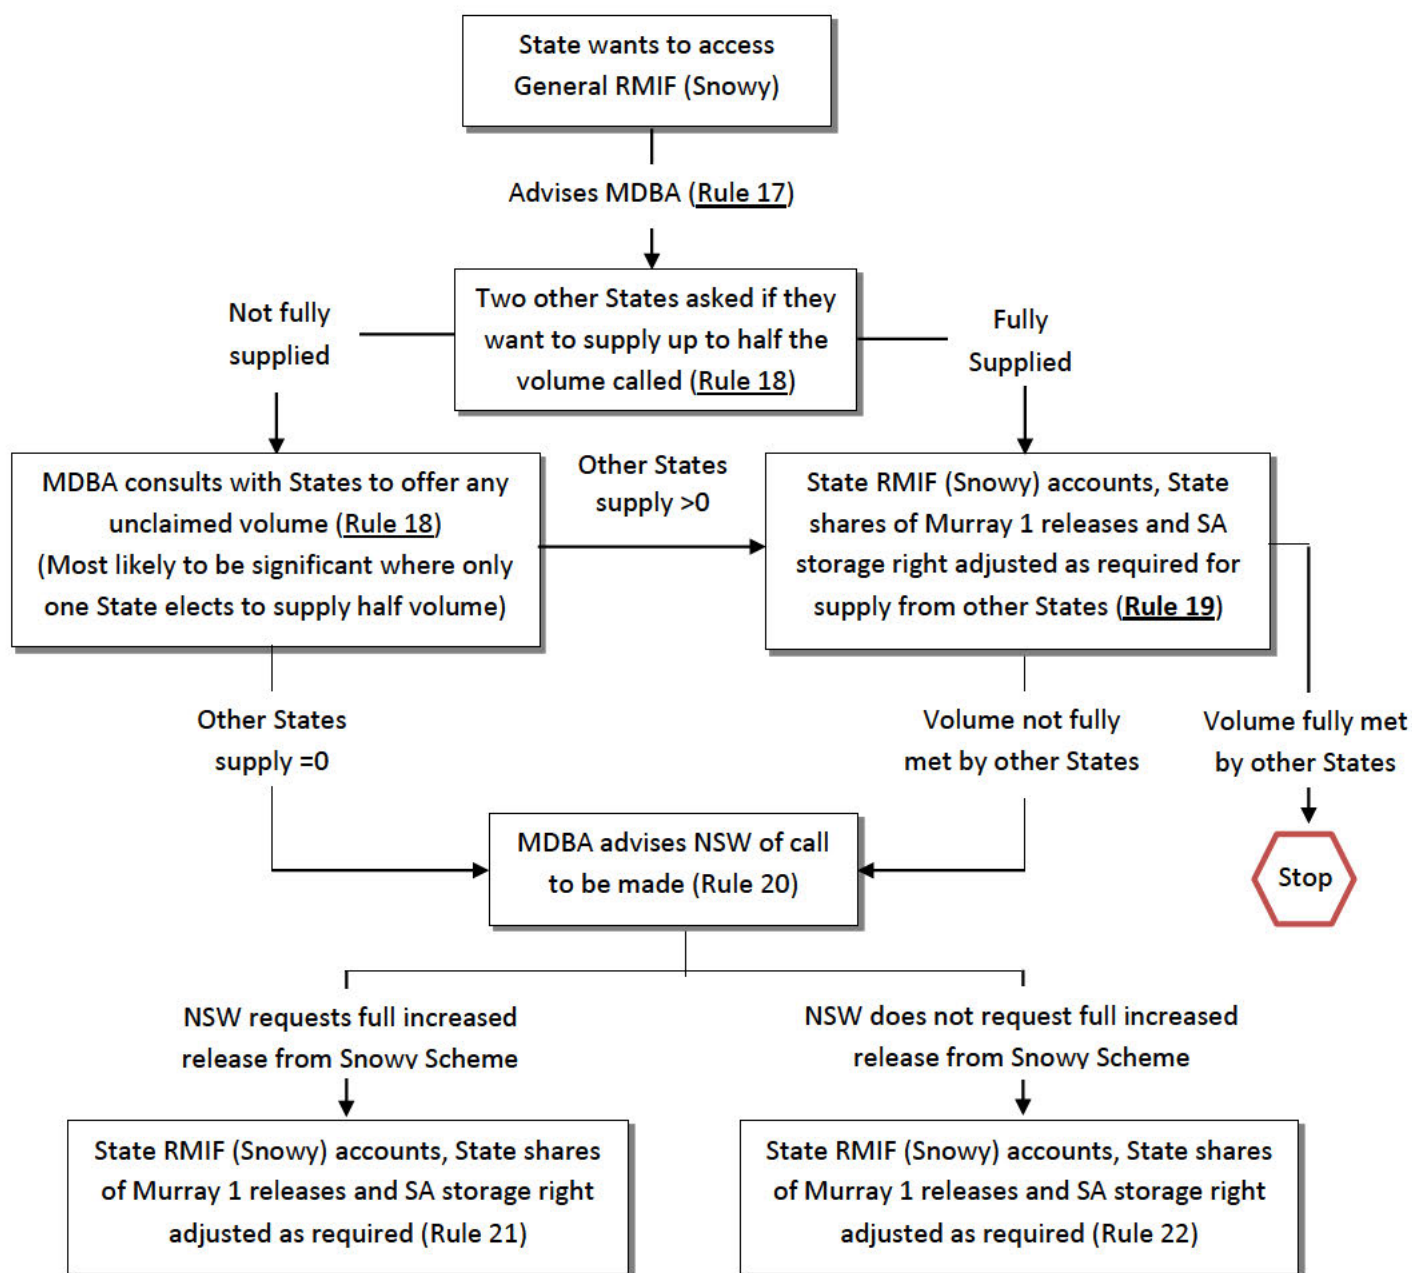 State wants to access
General RMIF (Snowy)
Advises MDBA (Rule 17)
Two other States asked if they
want to supply up to half the
volume called (Rule 18)
Not fully
supplied
Fully
Supplied
MDBA consults with States to offer any
unclaimed volume (Rule 18)
(Most likely to be significant where only
one State elects to supply half volume)
Other States
supply >0
State RMIF (Snowy) accounts, State
shares of Murray 1 releases and SA
storage right adjusted as required for
supply from other States (Rule 19)
Other States
supply =0
Volume not fully
met by other States
Volume fully met
by other States
MDBA advises NSW of call
to be made (Rule 20)
Stop
NSW requests full increased
release from Snowy Scheme
NSW does not request full increased
release from Snowy Scheme
State RMIF (Snowy) accounts, State shares
of Murray 1 releases and SA storage right
adjusted as required (Rule 21)
State RMIF (Snowy) accounts, State shares
of Murray 1 releases and SA storage right
adjusted as required (Rule 22)